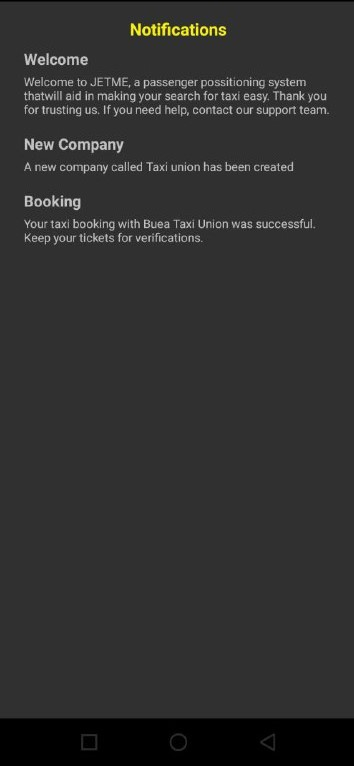 Notifications
Welcome
Welcome to JETME, a passenger possitioning system
thatwill aid in making your search for taxi easy. Thank you
for trusting us. If you need help, contact our support team.
New Company
A new company called Taxi union has been created
Booking
Your taxi booking with Buea Taxi Union was successful.
Keep your tickets for verifications.